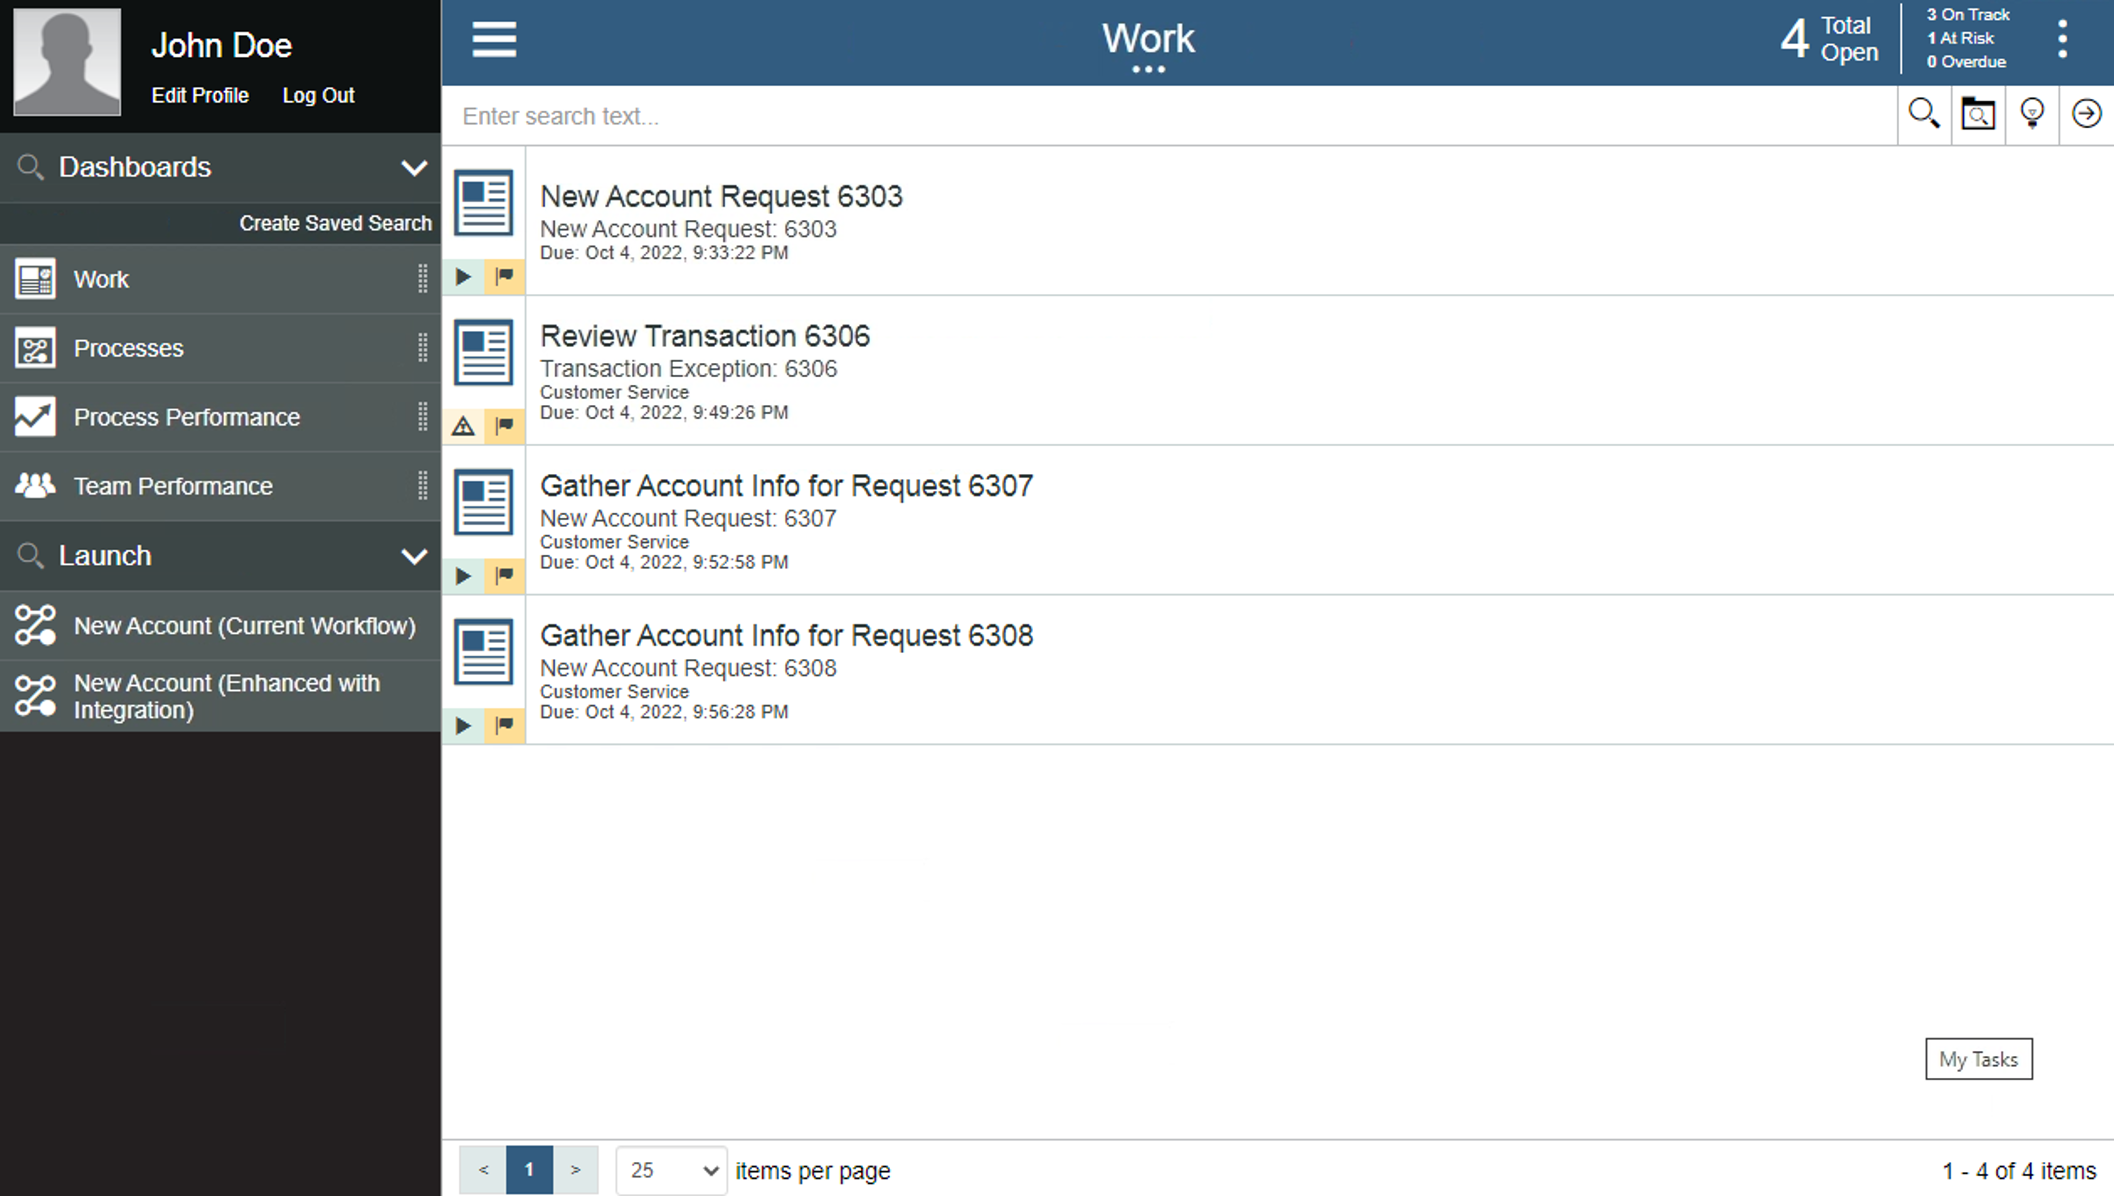 John Doe
Edit Profile Log Out
Dashboards
Create Saved Search
Work
Processes
Process Performance
Team Performance
Launch
New Account (Current Workflow)
New Account (Enhanced with
Integration)
Work
4 Total
Open
3 On Track
1 At Risk
0 Overdue
Enter search text...
New Account Request 6303
New Account Request: 6303
Due: Oct 4, 2022, 9:33:22 PM
Review Transaction 6306
Transaction Exception: 6306
Customer Service
Due: Oct 4, 2022, 9:49:26 PM
Gather Account Info for Request 6307
New Account Request: 6307
Customer Service
Due: Oct 4, 2022, 9:52:58 PM
Gather Account Info for Request 6308
New Account Request: 6308
Customer Service
Due: Oct 4, 2022, 9:56:28 PM
My Tasks
< 1 > 25 items per page
1 - 4 of 4 items